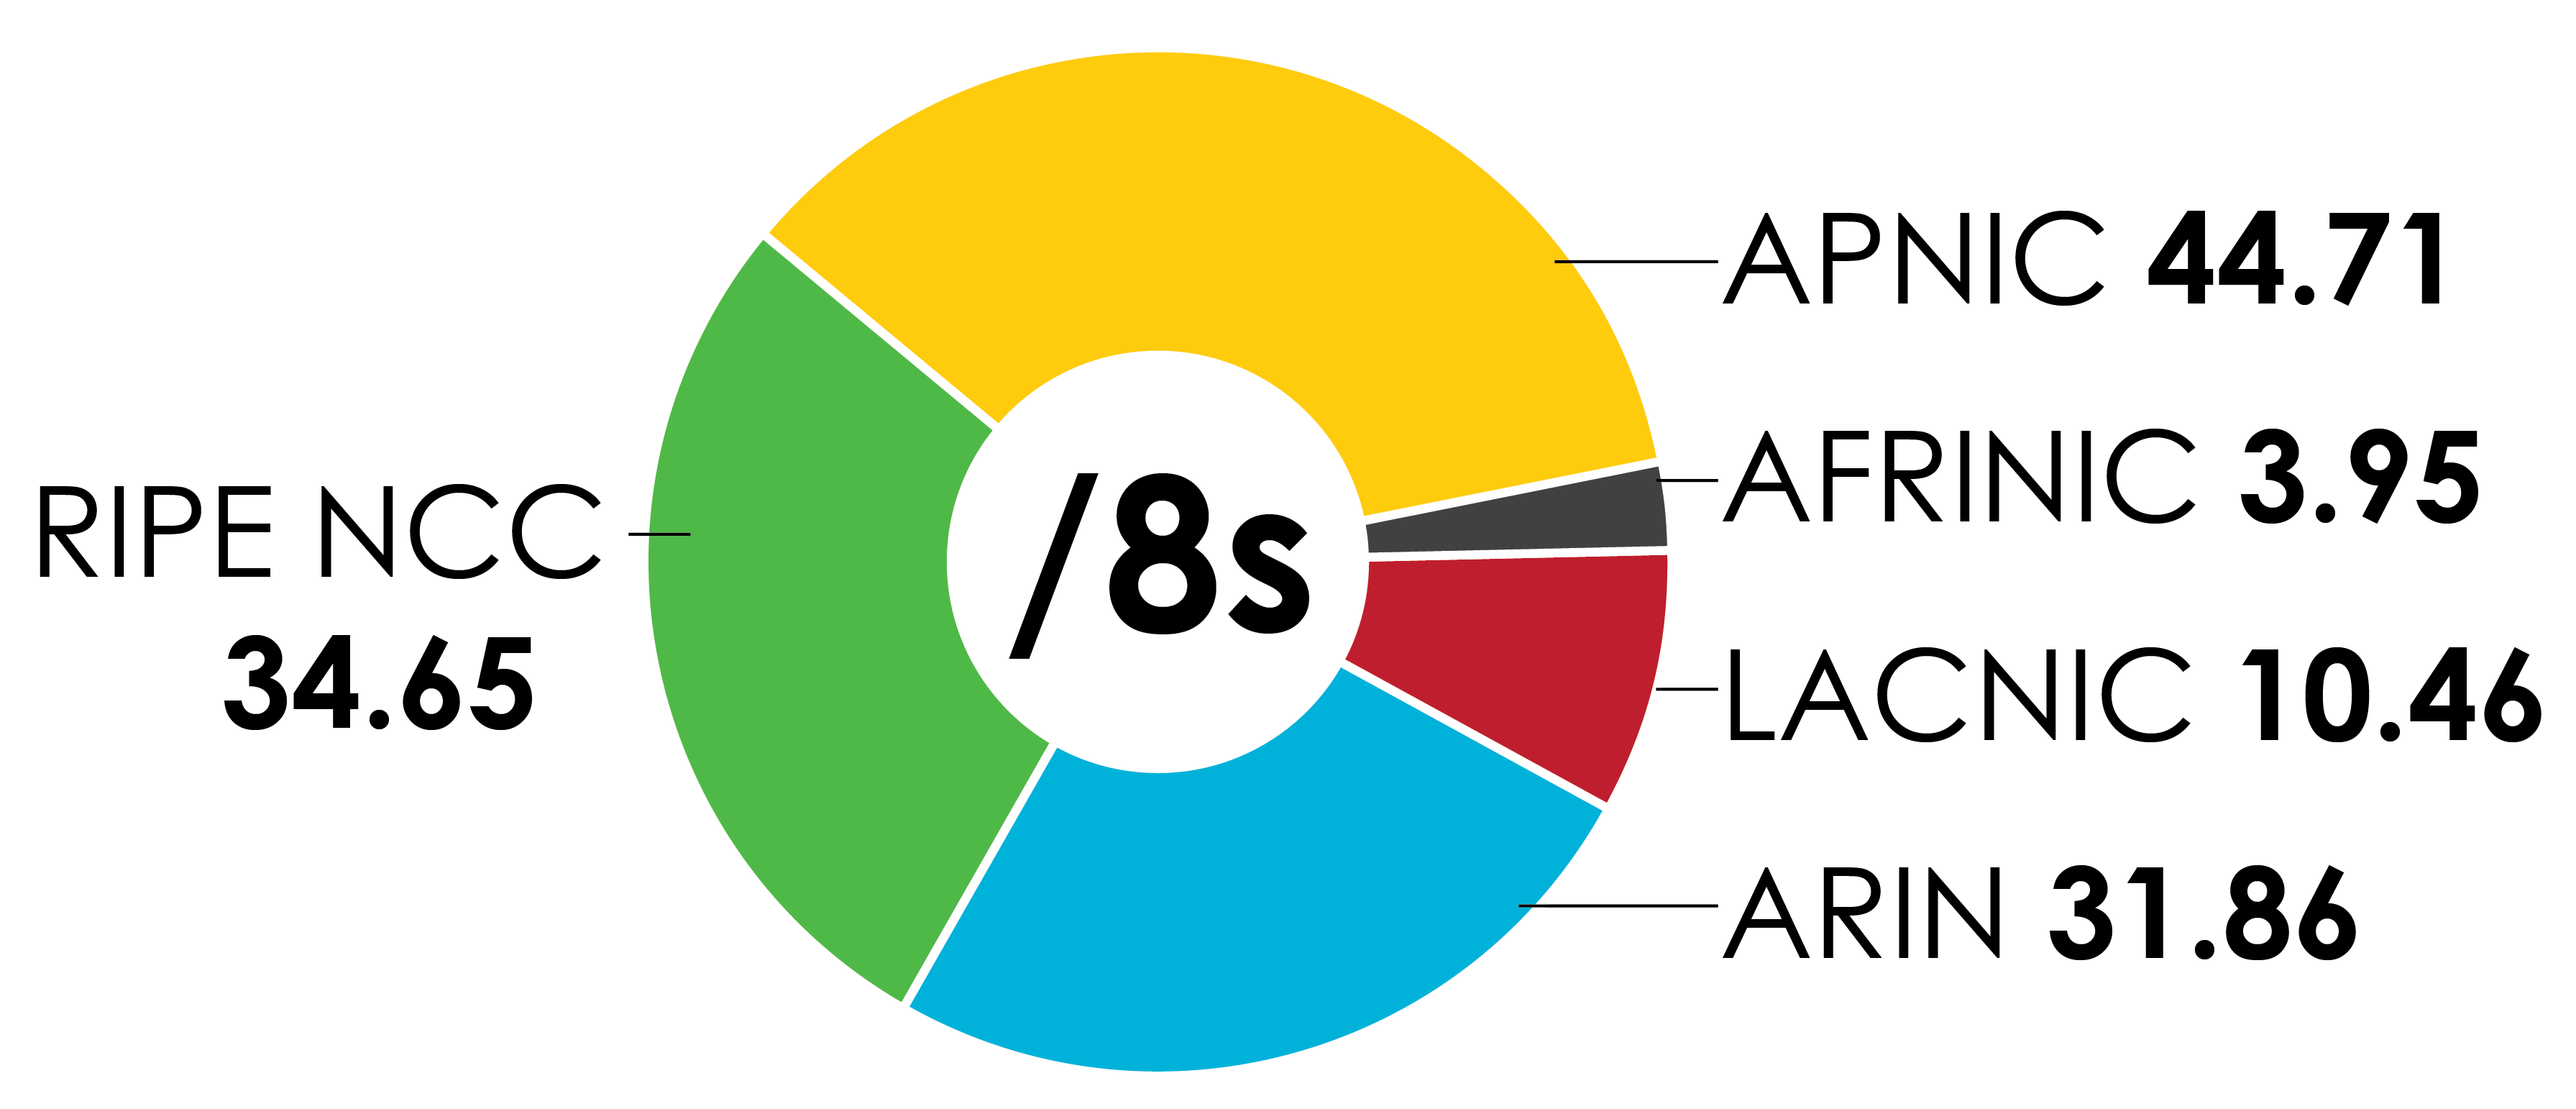 APNIC 44.71
AFRINIC 3.95
RIPE NCC
34.65
/8s
LACNIC 10.46
ARIN 31.86